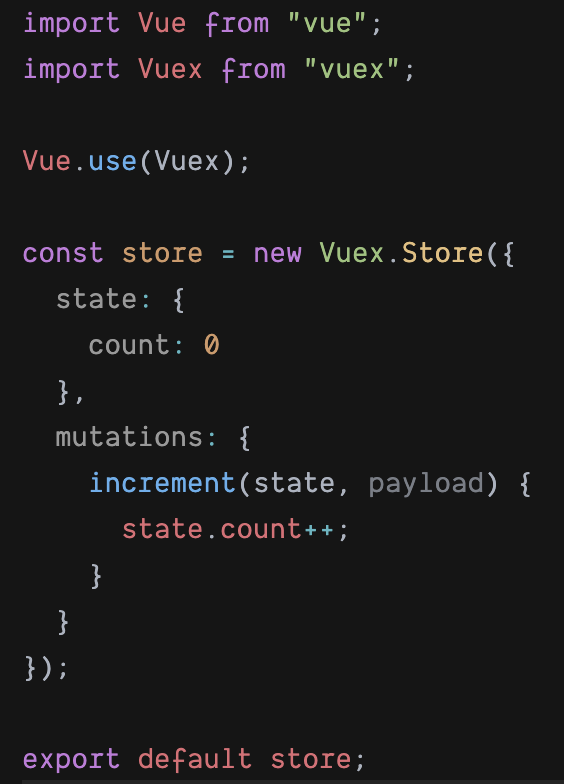 import Vue from "vue";
import Vuex from "vuex";

Vue.use(Vuex);

const store = new Vuex.Store({
  state: {
    count: 0
  },
  mutations: {
    increment(state, payload) {
      state.count++;
    }
  }
});

export default store;